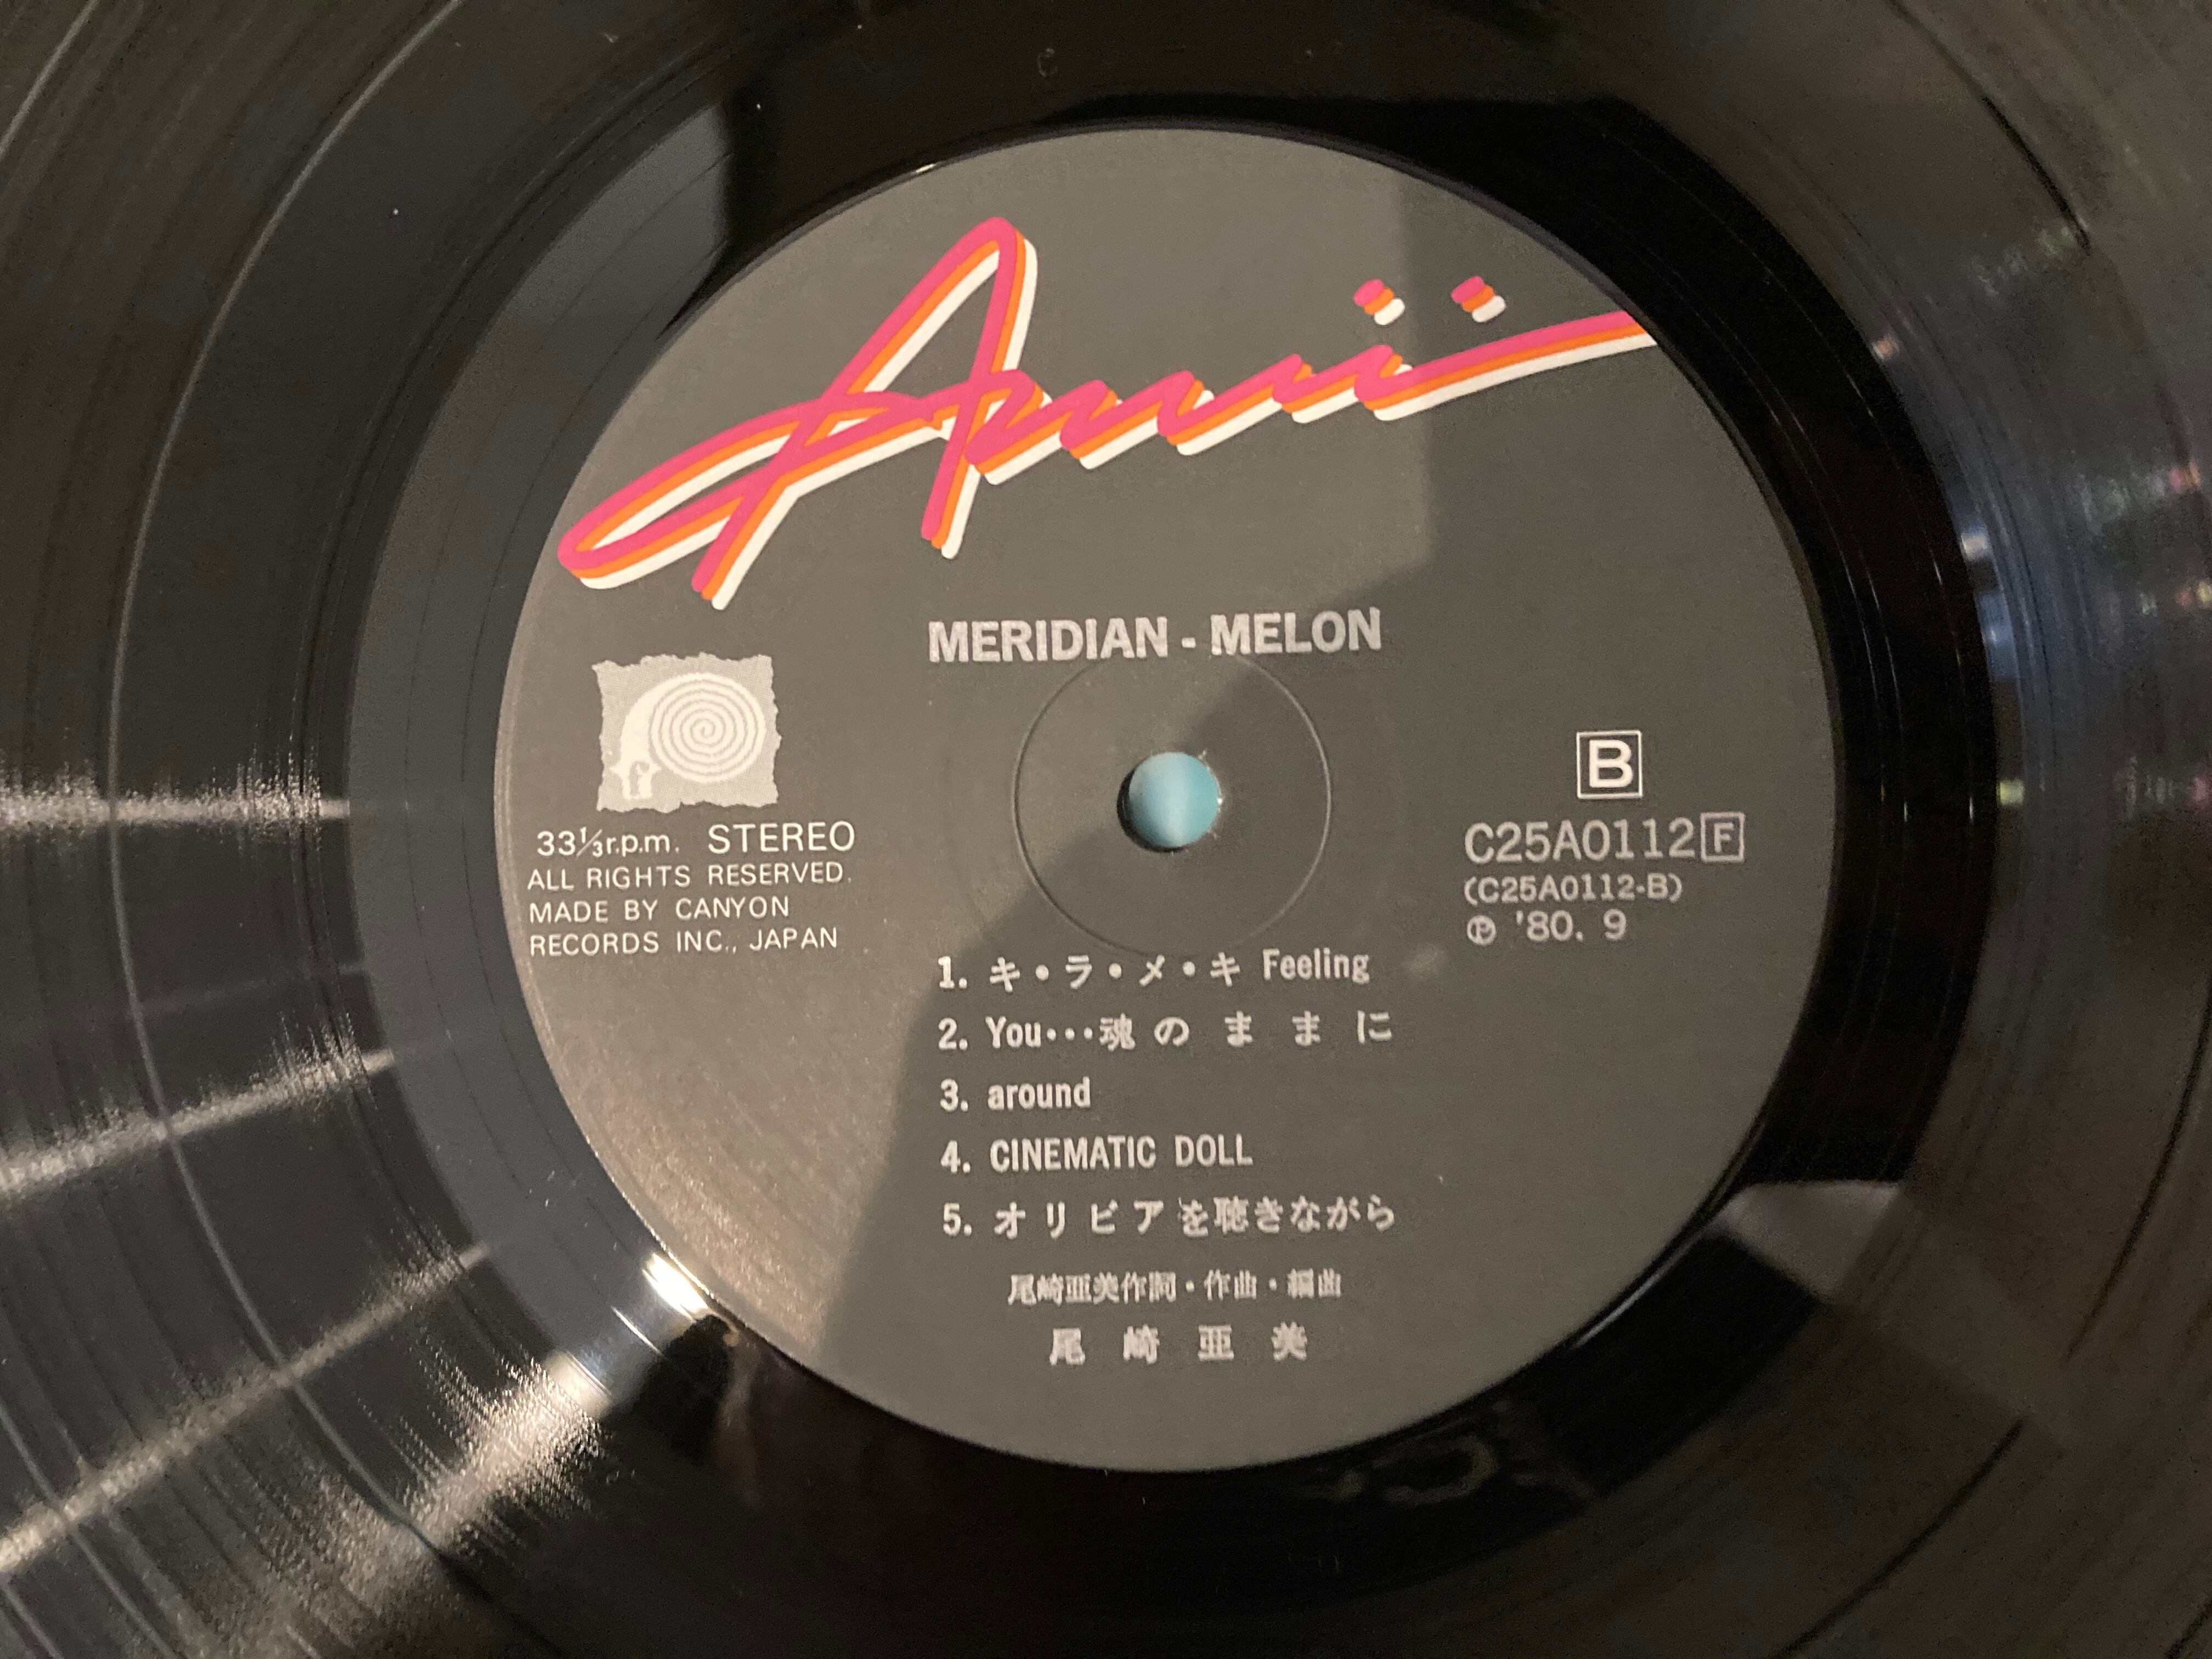 Amii
MERIDIAN - MELON
33⅓r.p.m. STEREO
ALL RIGHTS RESERVED.
MADE BY CANYON
RECORDS INC., JAPAN
B
C25A0112 F
(C25A0112-B)
Ⓟ '80. 9
1. キ・ラ・メ・キ Feeling
2. You・・・魂のままに
3. around
4. CINEMATIC DOLL
5. オリビアを聴きながら
尾崎亜美作詞・作曲・編曲
尾崎亜美